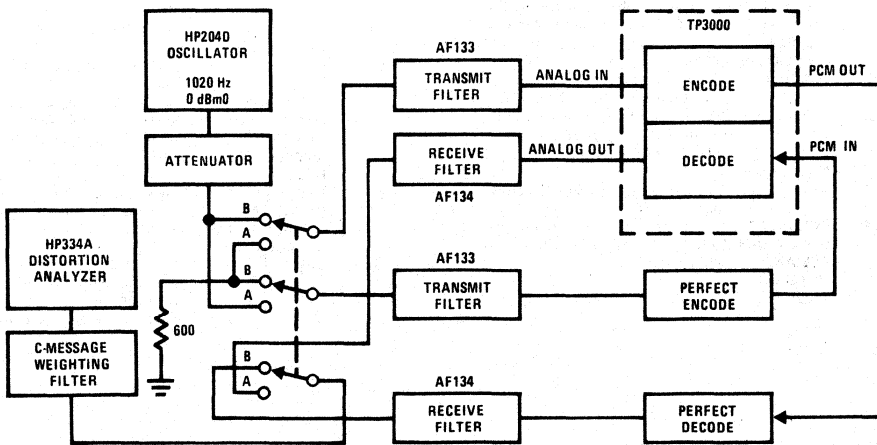 HP204D
OSCILLATOR
1020 Hz
0 dBm0
ATTENUATOR
HP334A
DISTORTION
ANALYZER
C-MESSAGE
WEIGHTING
FILTER
600
B
A
B
A
B
A
AF133
TRANSMIT
FILTER
ANALOG IN
RECEIVE
FILTER
AF134
ANALOG OUT
TP3000
ENCODE
DECODE
PCM OUT
PCM IN
AF133
TRANSMIT
FILTER
PERFECT
ENCODE
AF134
RECEIVE
FILTER
PERFECT
DECODE